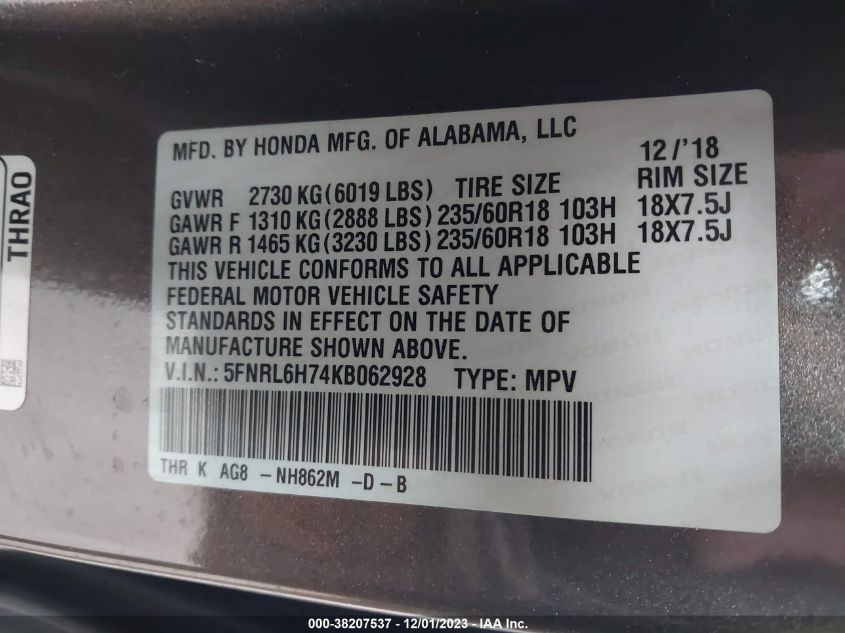 MFD. BY HONDA MFG. OF ALABAMA, LLC 12/'18
GVWR 2730 KG(6019 LBS) TIRE SIZE RIM SIZE
GAWR F 1310 KG(2888 LBS) 235/60R18 103H 18X7.5J
GAWR R 1465 KG(3230 LBS) 235/60R18 103H 18X7.5J
THIS VEHICLE CONFORMS TO ALL APPLICABLE
FEDERAL MOTOR VEHICLE SAFETY
STANDARDS IN EFFECT ON THE DATE OF
MANUFACTURE SHOWN ABOVE.
V.I.N.: 5FNRL6H74KB062928 TYPE: MPV
THR K AG8 -NH862M -D-B
THRA0
000-38207537 - 12/01/2023 - IAA Inc.